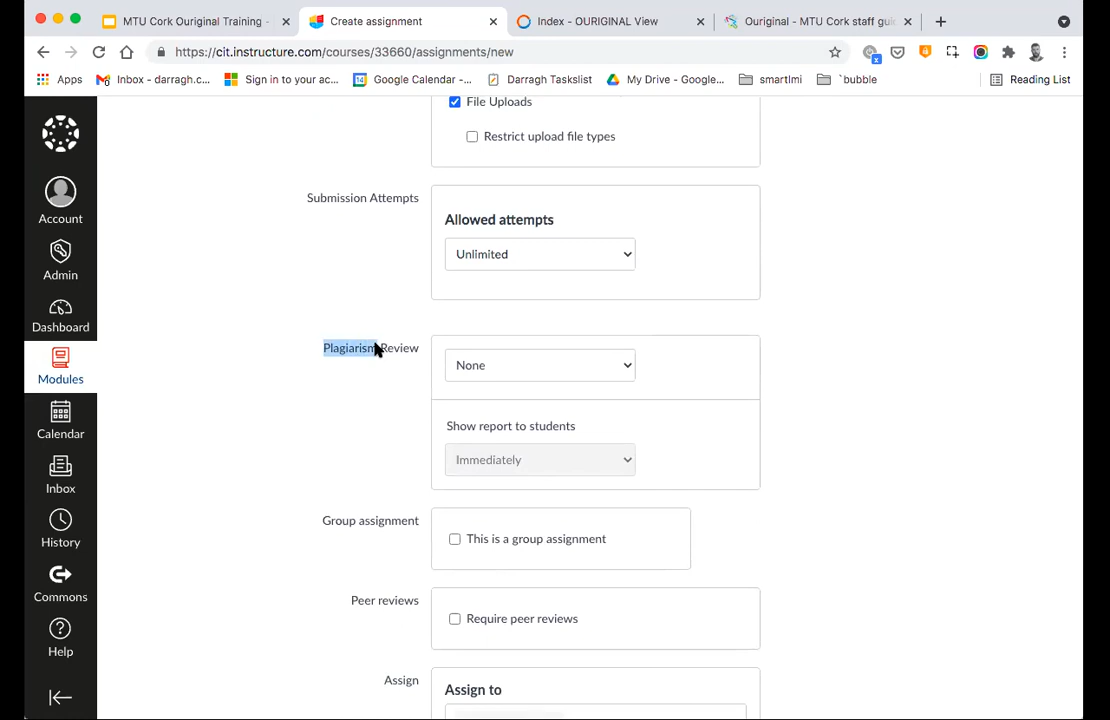 MTU Cork Ouriginal Training -
Create assignment
Index - OURIGINAL View
Ouriginal - MTU Cork staff guid
https://cit.instructure.com/courses/33660/assignments/new
Apps
Inbox - darragh.c...
Sign in to your ac...
Google Calendar -...
Darragh Taskslist
My Drive - Google...
smartlmi
`bubble
Reading List
Account
Admin
Dashboard
Modules
Calendar
Inbox
History
Commons
Help
File Uploads
Restrict upload file types
Submission Attempts
Allowed attempts
Unlimited
Plagiarism Review
None
Show report to students
Immediately
Group assignment
This is a group assignment
Peer reviews
Require peer reviews
Assign
Assign to